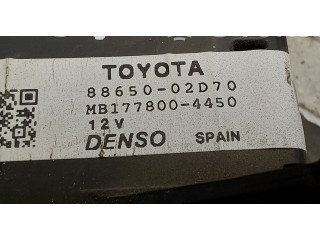 TOYOTA
88650-02D70
MB177800-4450
12V
DENSO SPAIN